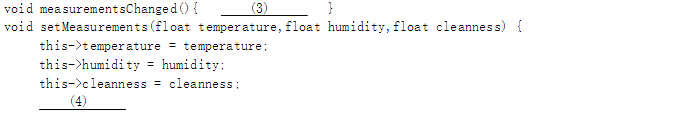 void measurementsChanged(){ (3) }
void setMeasurements(float temperature,float humidity,float cleanness) {
this->temperature = temperature;
this->humidity = humidity;
this->cleanness = cleanness;
(4)